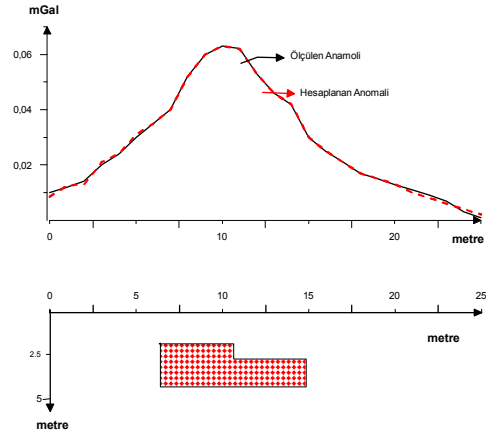 mGal
0,06
Ölçülen Anamoli
0,04
Hesaplanan Anomali
0,02
0 10 20
metre
0 5 10 15 20 25
metre
2.5
5
metre